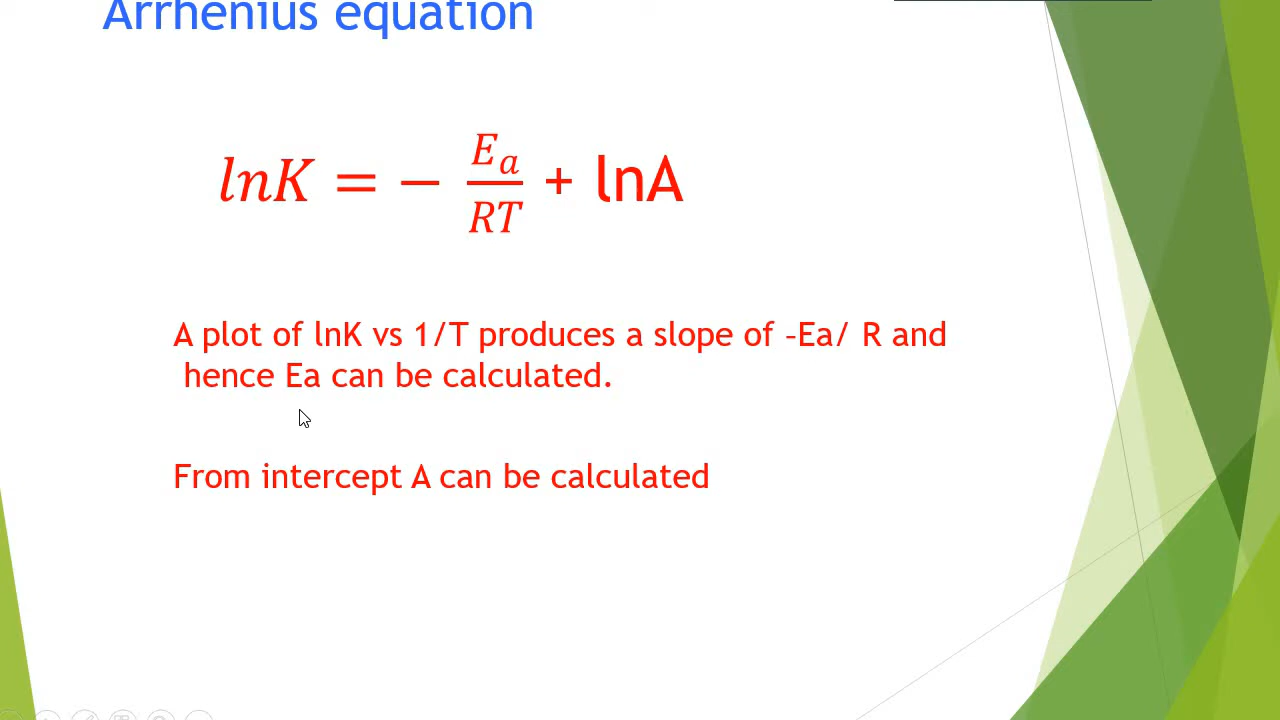 Arrhenius equation
lnK = − Ea/RT + lnA
A plot of lnK vs 1/T produces a slope of –Ea/ R and
hence Ea can be calculated.
From intercept A can be calculated